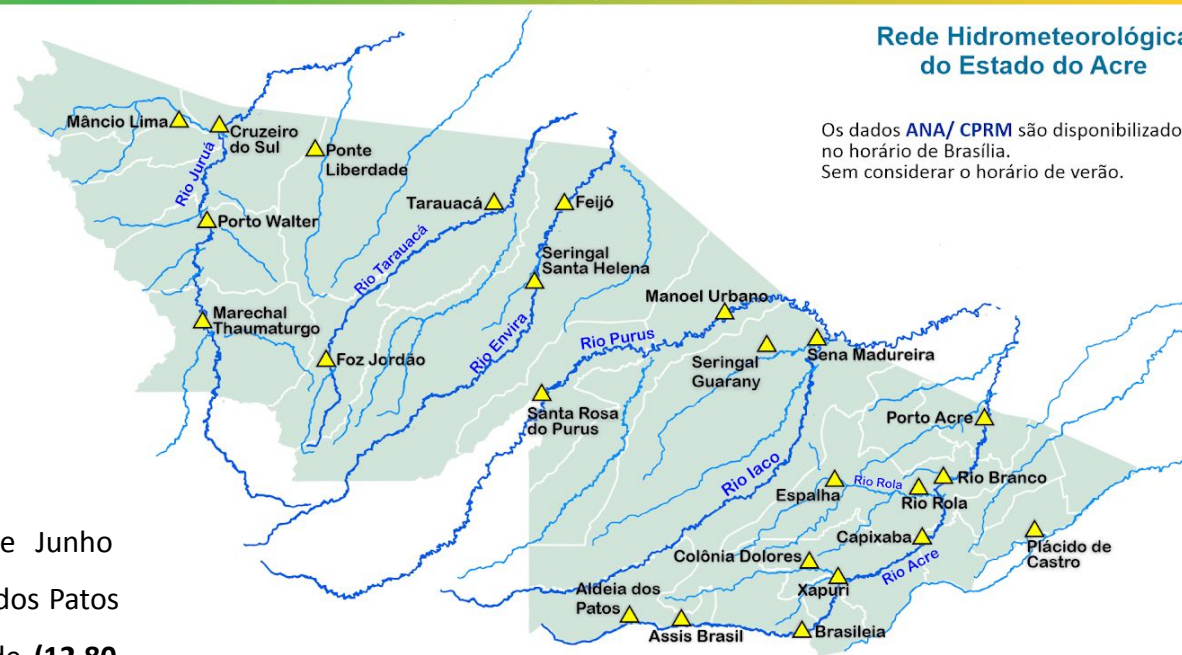 Rede Hidrometeorológica
do Estado do Acre
Os dados ANA/ CPRM são disponibilizado
no horário de Brasília.
Sem considerar o horário de verão.
Mâncio Lima
Cruzeiro
do Sul
Ponte
Liberdade
Rio Juruá
Porto Walter
Tarauacá
Feijó
Rio Tarauacá
Seringal
Santa Helena
Marechal
Thaumaturgo
Foz Jordão
Rio Envira
Manoel Urbano
Rio Purus
Seringal
Guarany
Sena Madureira
Santa Rosa
do Purus
Porto Acre
Rio Iaco
Espalha
Rio Rola
Rio Rola
Rio Branco
Capixaba
Plácido de
Castro
Colônia Dolores
Rio Acre
Xapuri
Aldeia dos
Patos
Assis Brasil
Brasileia
e Junho
dos Patos
de (12,80